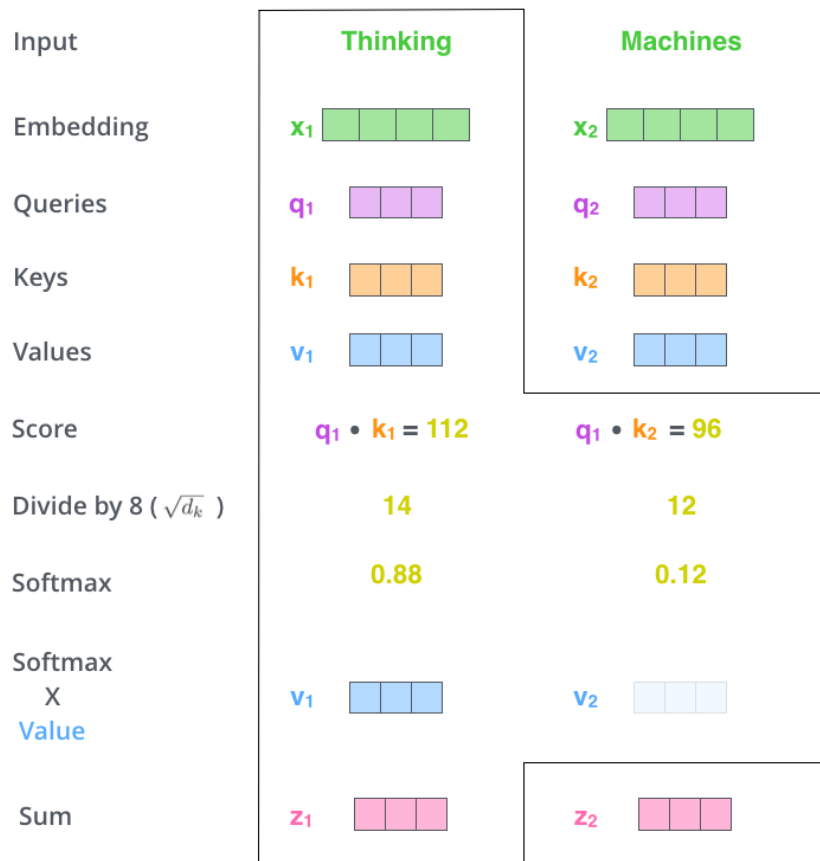 Input Thinking Machines
Embedding x₁ x₂
Queries q₁ q₂
Keys k₁ k₂
Values v₁ v₂
Score q₁ • k₁ = 112 q₁ • k₂ = 96
Divide by 8 ( √dₖ ) 14 12
Softmax 0.88 0.12
Softmax
X
Value v₁ v₂
Sum z₁ z₂